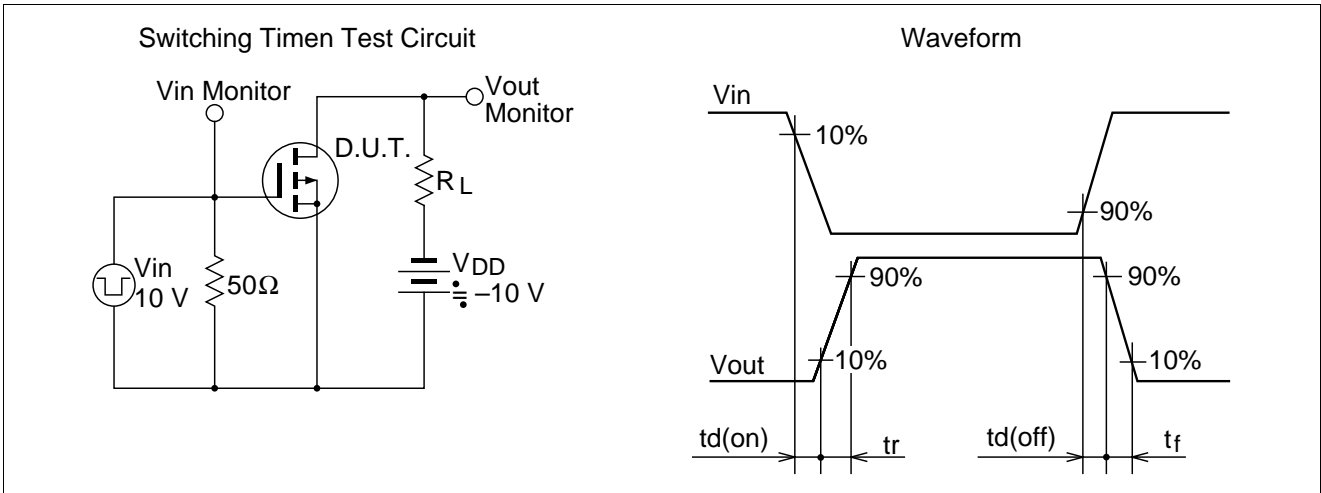 Switching Timen Test Circuit
Vin Monitor
Vout
Monitor
D.U.T.
RL
Vin
10 V
50Ω
VDD
≒ –10 V
Waveform
Vin
10%
90%
90%
90%
Vout
10%
10%
td(on)
tr
td(off)
tf